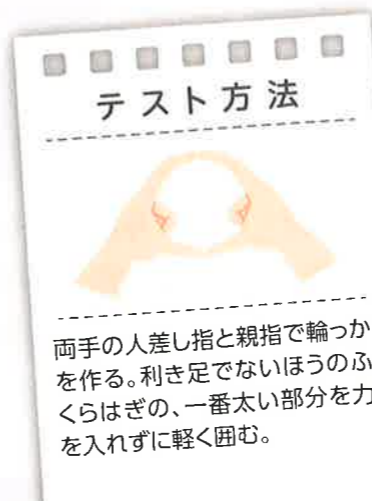 テスト方法
両手の人差し指と親指で輪っか
を作る。利き足でないほうのふ
くらはぎの、一番太い部分を力
を入れずに軽く囲む。